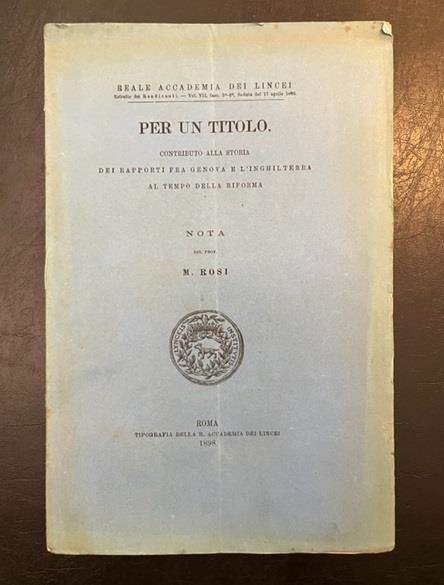 REALE ACCADEMIA DEI LINCEI
Estratto dai Rendiconti. — Vol. VII, fasc. 3°-4°, Seduta del 17 aprile 1898.
PER UN TITOLO.
CONTRIBUTO ALLA STORIA
DEI RAPPORTI FRA GENOVA E L'INGHILTERRA
AL TEMPO DELLA RIFORMA
NOTA
DEL PROF.
M. ROSI
ROMA
TIPOGRAFIA DELLA R. ACCADEMIA DEI LINCEI
1898